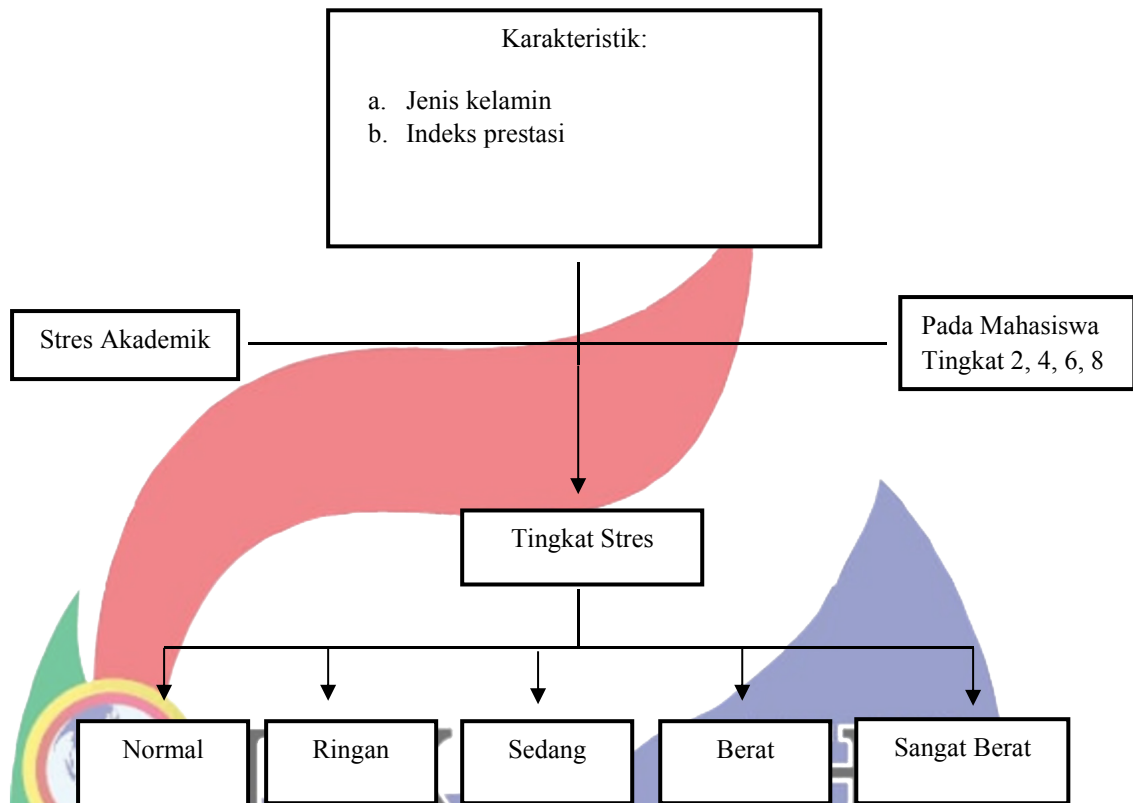 Karakteristik:
a. Jenis kelamin
b. Indeks prestasi
Stres Akademik
Pada Mahasiswa
Tingkat 2, 4, 6, 8
Tingkat Stres
Normal
Ringan
Sedang
Berat
Sangat Berat